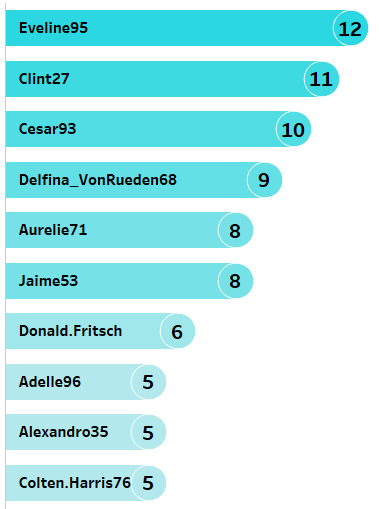 Eveline95 12
Clint27 11
Cesar93 10
Delfina_VonRueden68 9
Aurelie71 8
Jaime53 8
Donald.Fritsch 6
Adelle96 5
Alexandro35 5
Colten.Harris76 5